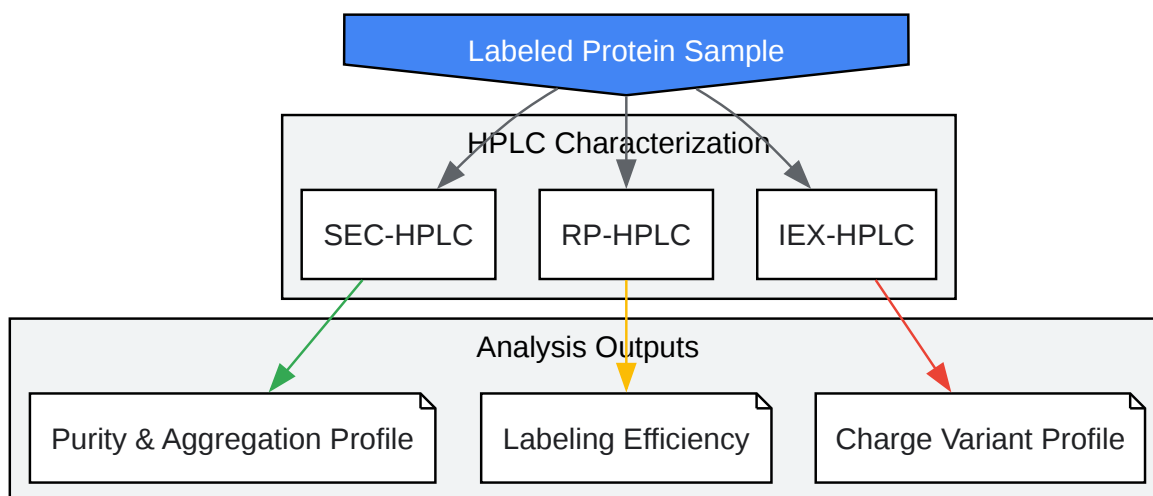 Labeled Protein Sample
HPLC Characterization
SEC-HPLC
RP-HPLC
IEX-HPLC
Analysis Outputs
Purity & Aggregation Profile
Labeling Efficiency
Charge Variant Profile